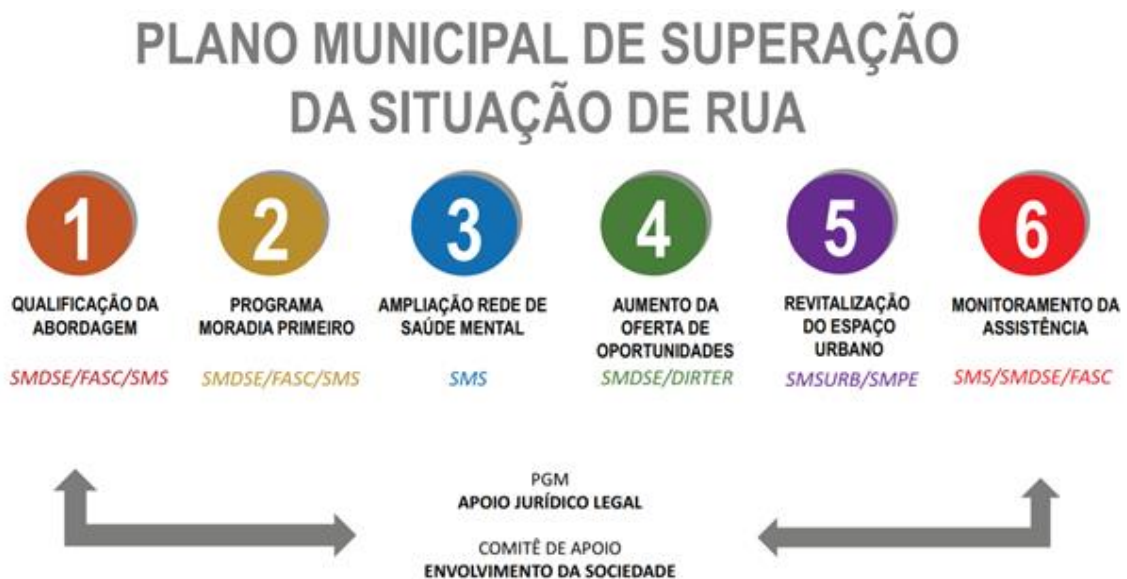 PLANO MUNICIPAL DE SUPERAÇÃO
DA SITUAÇÃO DE RUA
1
QUALIFICAÇÃO DA
ABORDAGEM
SMDSE/FASC/SMS
2
PROGRAMA
MORADIA PRIMEIRO
SMDSE/FASC/SMS
3
AMPLIAÇÃO REDE DE
SAÚDE MENTAL
SMS
4
AUMENTO DA
OFERTA DE
OPORTUNIDADES
SMDSE/DIRTER
5
REVITALIZAÇÃO
DO ESPAÇO
URBANO
SMSURB/SMPE
6
MONITORAMENTO DA
ASSISTÊNCIA
SMS/SMDSE/FASC
PGM
APOIO JURÍDICO LEGAL
COMITÊ DE APOIO
ENVOLVIMENTO DA SOCIEDADE